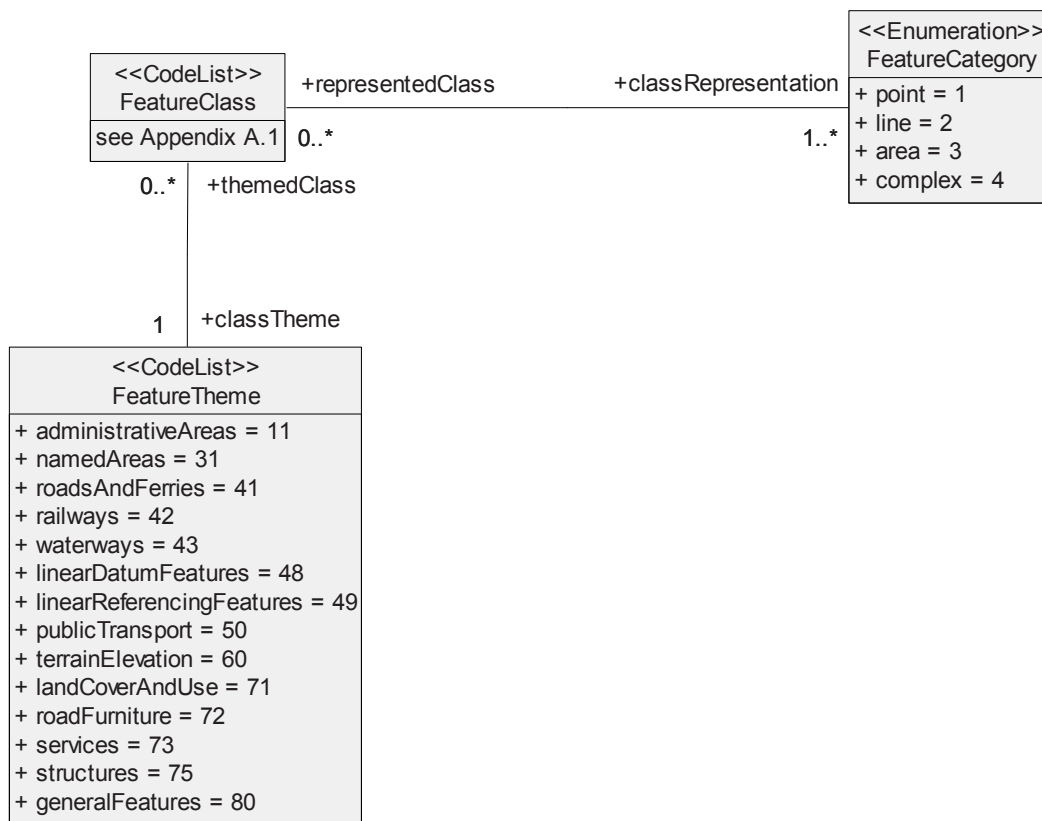 <<Enumeration>>
FeatureCategory
+ point = 1
+ line = 2
+ area = 3
+ complex = 4
<<CodeList>>
FeatureClass
see Appendix A.1
+representedClass
+classRepresentation
0..*
1..*
0..*
+themedClass
1
+classTheme
<<CodeList>>
FeatureTheme
+ administrativeAreas = 11
+ namedAreas = 31
+ roadsAndFerries = 41
+ railways = 42
+ waterways = 43
+ linearDatumFeatures = 48
+ linearReferencingFeatures = 49
+ publicTransport = 50
+ terrainElevation = 60
+ landCoverAndUse = 71
+ roadFurniture = 72
+ services = 73
+ structures = 75
+ generalFeatures = 80